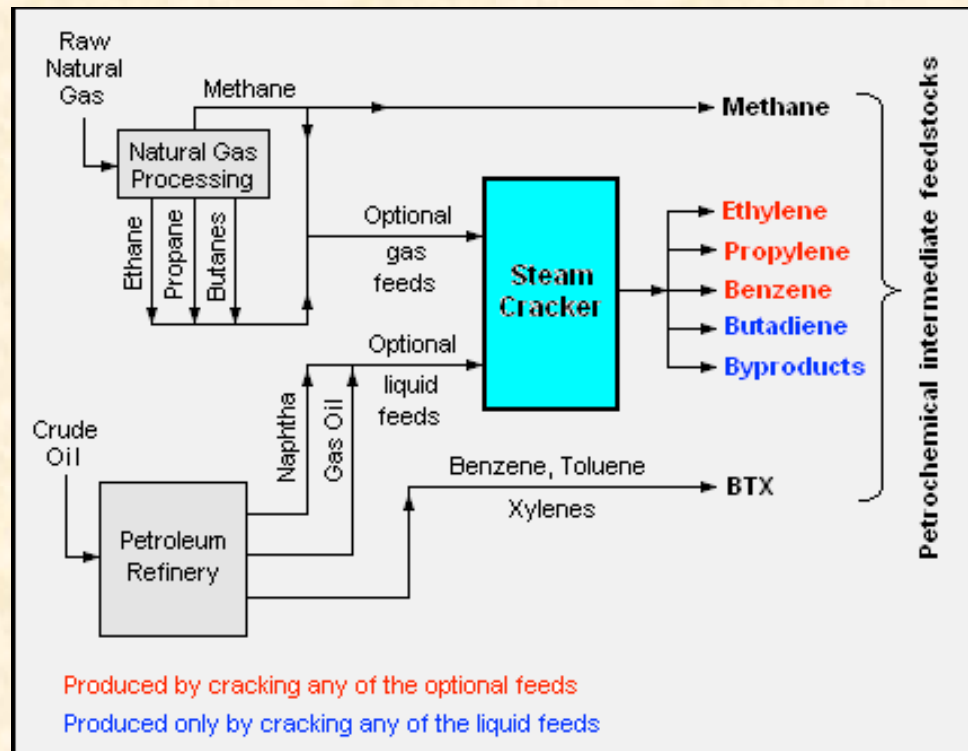 Raw
Natural
Gas
Methane
Methane
Natural Gas
Processing
Ethane
Propane
Butanes
Optional
gas
feeds
Steam
Cracker
Ethylene
Propylene
Benzene
Butadiene
Byproducts
Optional
liquid
feeds
Naphtha
Gas Oil
Crude
Oil
Petroleum
Refinery
Benzene, Toluene
Xylenes
BTX
Petrochemical intermediate feedstocks
Produced by cracking any of the optional feeds
Produced only by cracking any of the liquid feeds